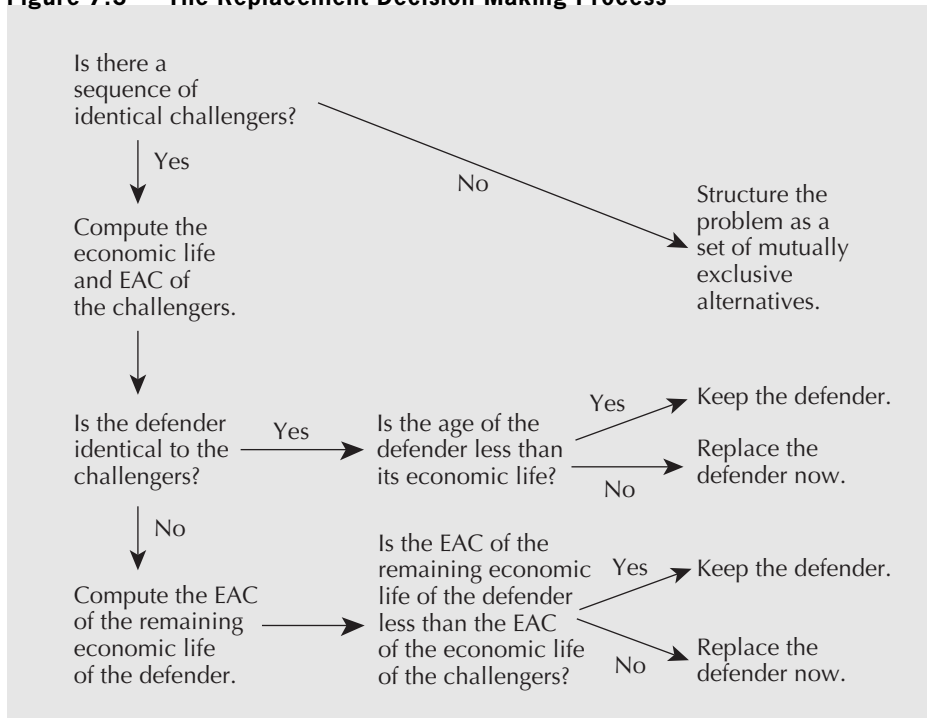 Figure 7.3 The Replacement Decision Making Process
Is there a
sequence of
identical challengers?
Yes
No
Structure the
problem as a
set of mutually
exclusive
alternatives.
Compute the
economic life
and EAC of
the challengers.
Is the defender
identical to the
challengers?
Yes
Is the age of the
defender less than
its economic life?
Yes
Keep the defender.
No
Replace the
defender now.
No
Compute the EAC
of the remaining
economic life
of the defender.
Is the EAC of the
remaining economic
life of the defender
less than the EAC
of the economic life
of the challengers?
Yes
Keep the defender.
No
Replace the
defender now.